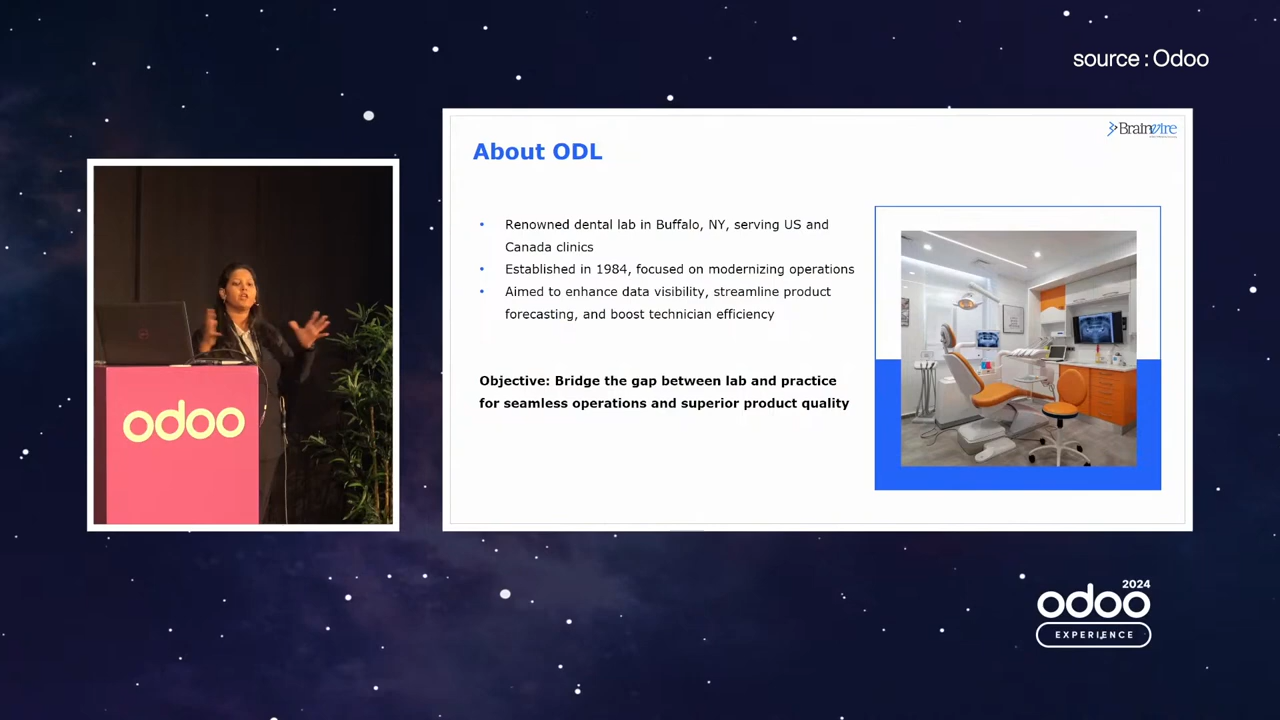 source : Odoo
Brainvire
About ODL
• Renowned dental lab in Buffalo, NY, serving US and
Canada clinics
• Established in 1984, focused on modernizing operations
• Aimed to enhance data visibility, streamline product
forecasting, and boost technician efficiency
Objective: Bridge the gap between lab and practice
for seamless operations and superior product quality
odoo
2024
odoo
EXPERIENCE